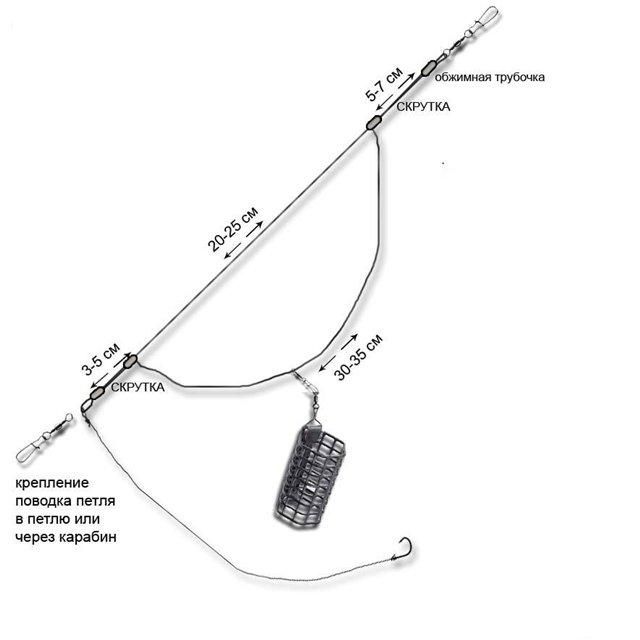 5-7 см
обжимная трубочка
СКРУТКА
20-25 см
30-35 см
3-5 см
СКРУТКА
крепление
поводка петля
в петлю или
через карабин